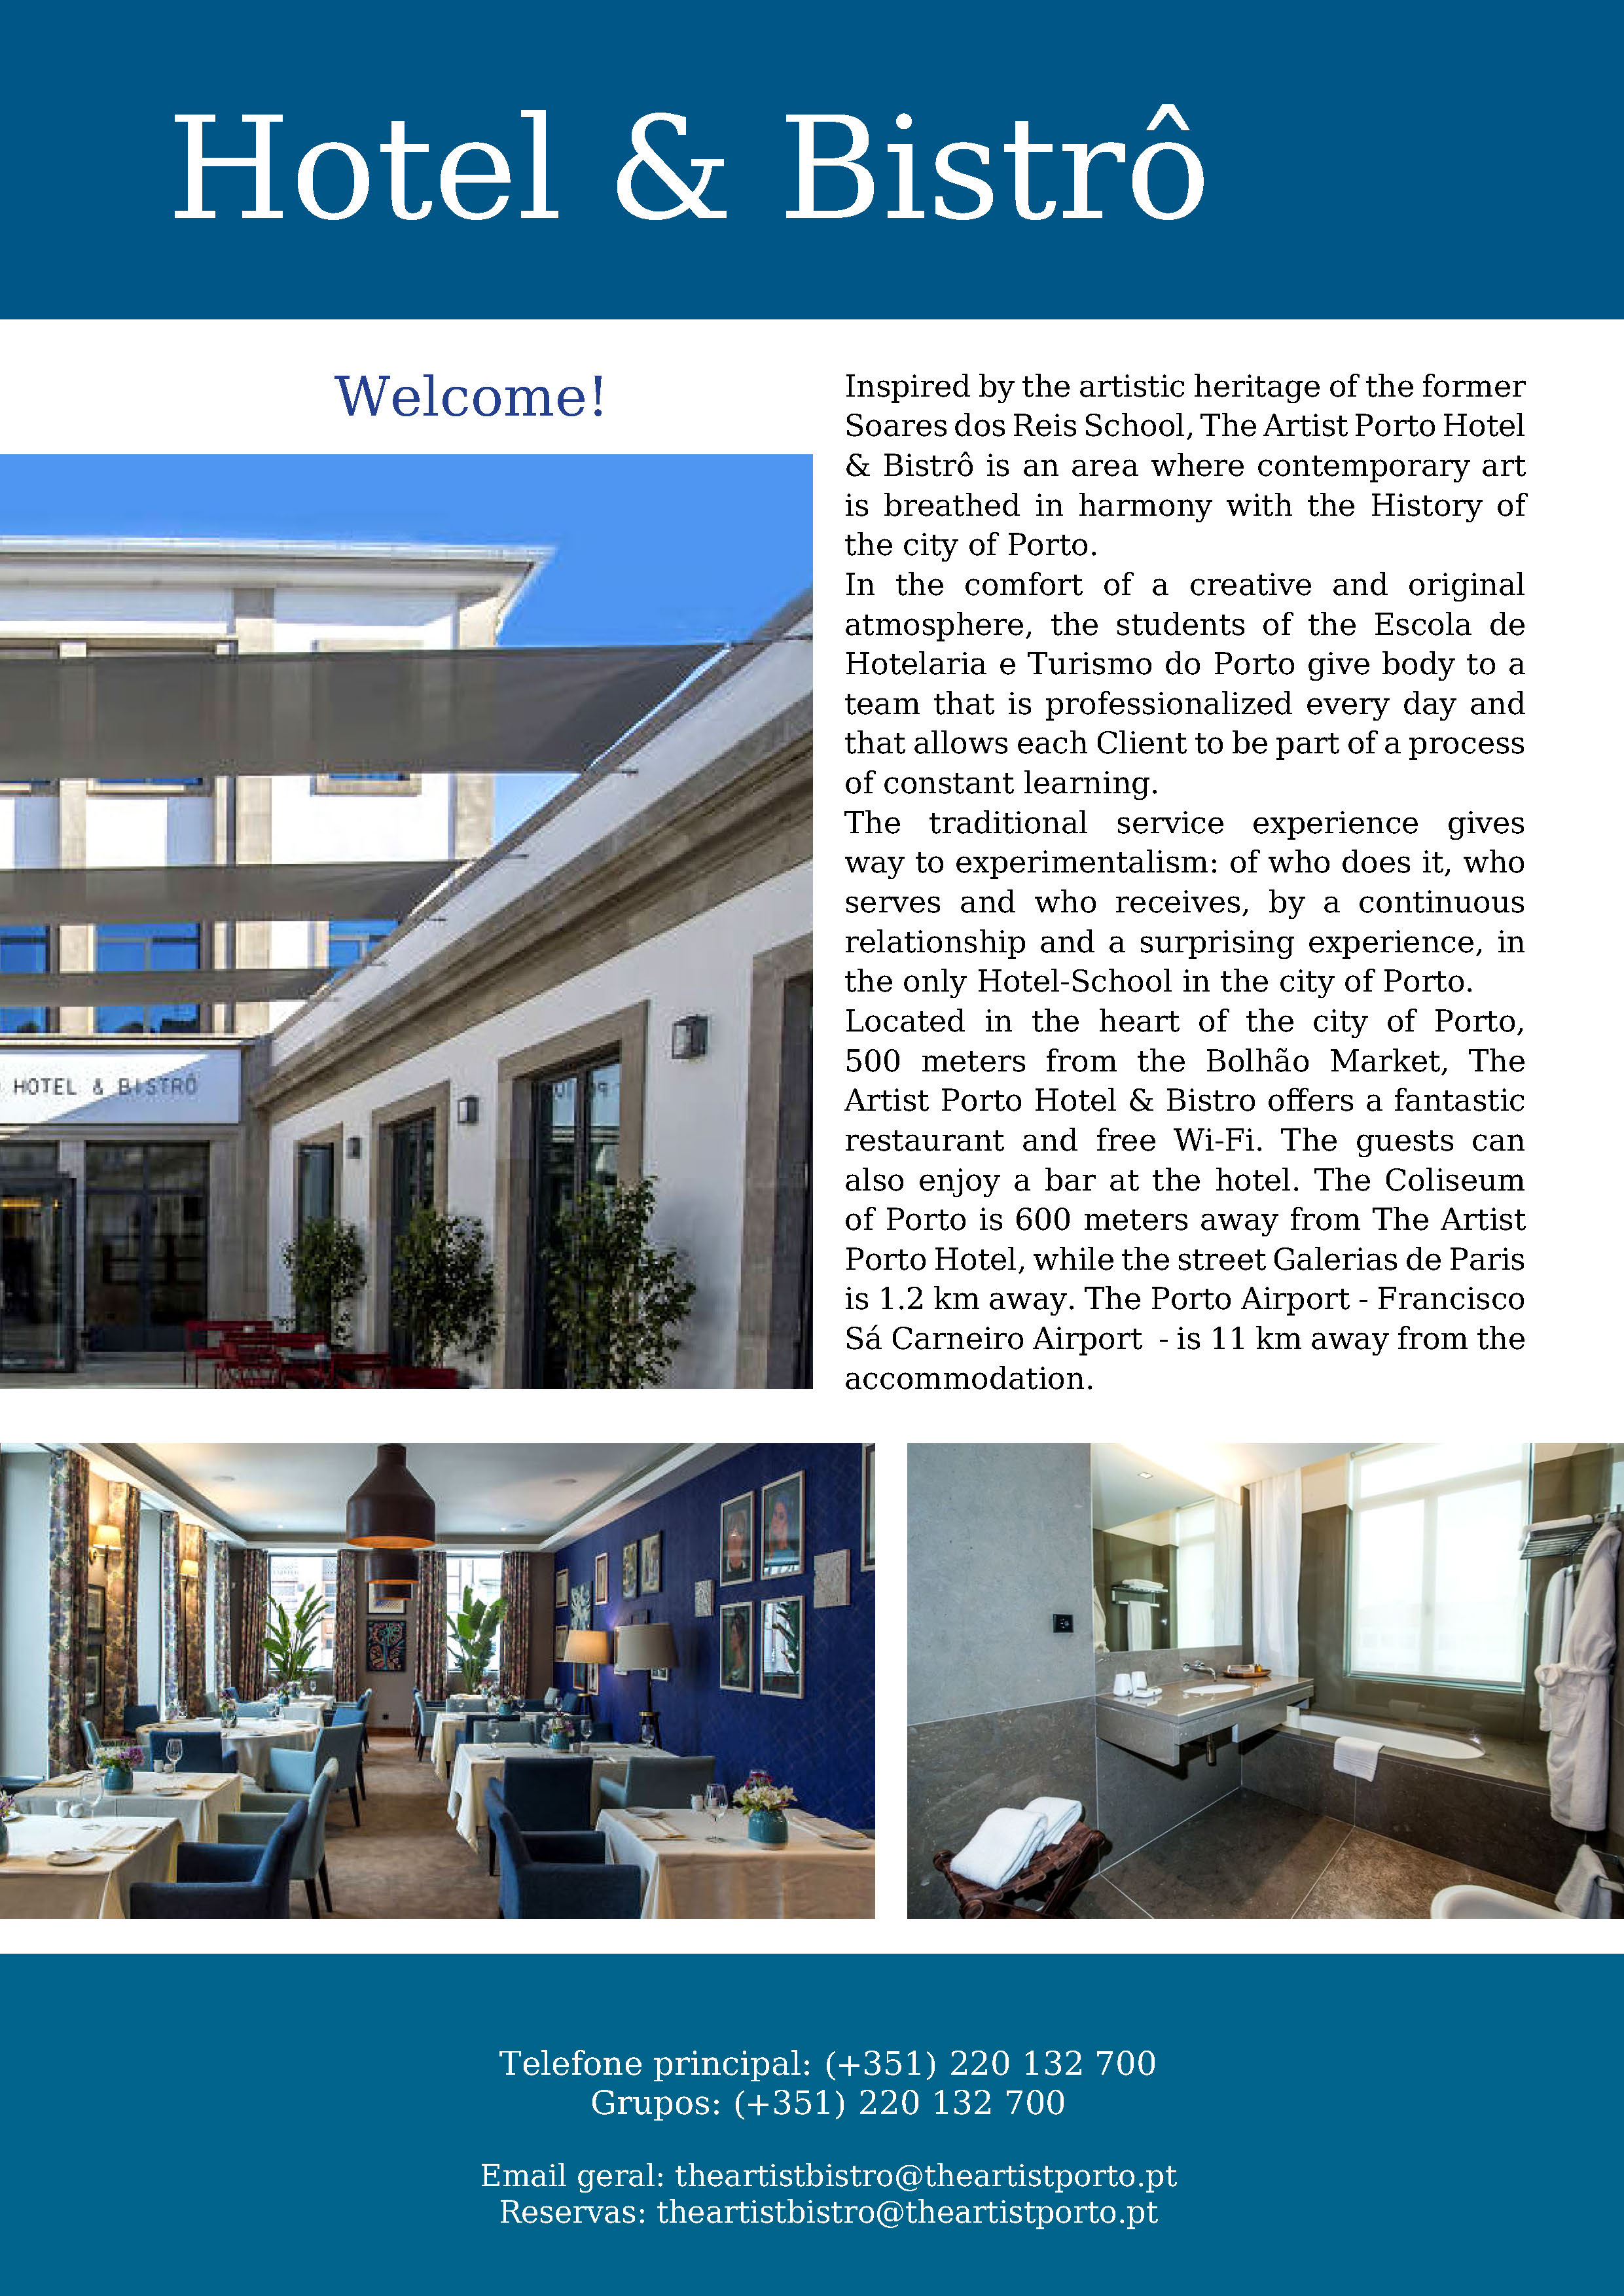 Hotel & Bistrô
Welcome!
Inspired by the artistic heritage of the former
Soares dos Reis School, The Artist Porto Hotel
& Bistrô is an area where contemporary art
is breathed in harmony with the History of
the city of Porto.
In the comfort of a creative and original
atmosphere, the students of the Escola de
Hotelaria e Turismo do Porto give body to a
team that is professionalized every day and
that allows each Client to be part of a process
of constant learning.
The traditional service experience gives
way to experimentalism: of who does it, who
serves and who receives, by a continuous
relationship and a surprising experience, in
the only Hotel-School in the city of Porto.
Located in the heart of the city of Porto,
500 meters from the Bolhão Market, The
Artist Porto Hotel & Bistro offers a fantastic
restaurant and free Wi-Fi. The guests can
also enjoy a bar at the hotel. The Coliseum
of Porto is 600 meters away from The Artist
Porto Hotel, while the street Galerias de Paris
is 1.2 km away. The Porto Airport - Francisco
Sá Carneiro Airport - is 11 km away from the
accommodation.
HOTEL & BISTRÔ
Telefone principal: (+351) 220 132 700
Grupos: (+351) 220 132 700
Email geral: theartistbistro@theartistporto.pt
Reservas: theartistbistro@theartistporto.pt